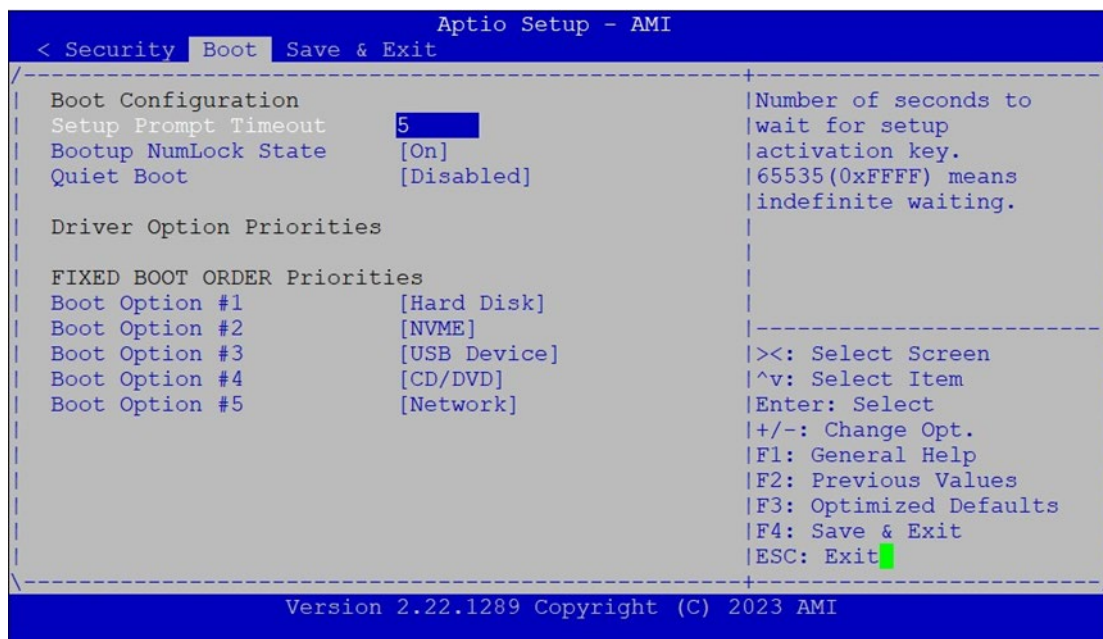 Aptio Setup - AMI
< Security Boot Save & Exit
Boot Configuration
Setup Prompt Timeout 5
Bootup NumLock State [On]
Quiet Boot [Disabled]
Driver Option Priorities
FIXED BOOT ORDER Priorities
Boot Option #1 [Hard Disk]
Boot Option #2 [NVME]
Boot Option #3 [USB Device]
Boot Option #4 [CD/DVD]
Boot Option #5 [Network]
Number of seconds to
wait for setup
activation key.
65535(0xFFFF) means
indefinite waiting.
><: Select Screen
^v: Select Item
Enter: Select
+/-: Change Opt.
F1: General Help
F2: Previous Values
F3: Optimized Defaults
F4: Save & Exit
ESC: Exit
Version 2.22.1289 Copyright (C) 2023 AMI